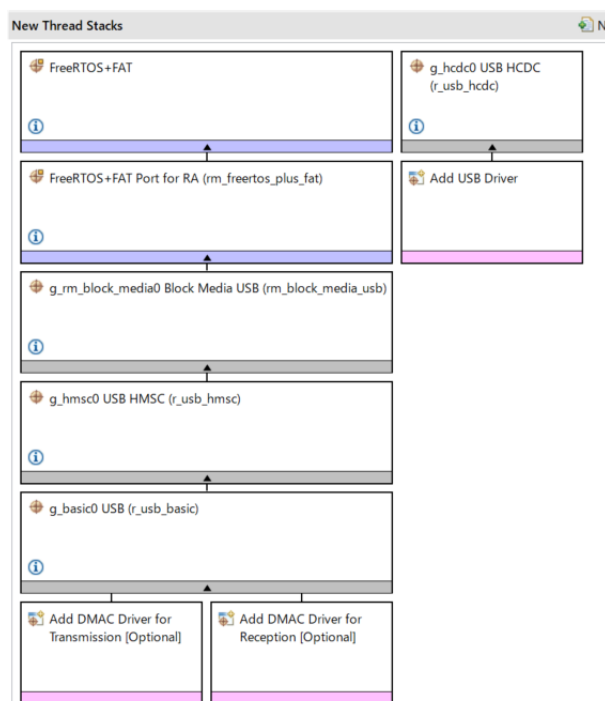 New Thread Stacks
N
FreeRTOS+FAT
g_hcdc0 USB HCDC
(r_usb_hcdc)
FreeRTOS+FAT Port for RA (rm_freertos_plus_fat)
Add USB Driver
g_rm_block_media0 Block Media USB (rm_block_media_usb)
g_hmsc0 USB HMSC (r_usb_hmsc)
g_basic0 USB (r_usb_basic)
Add DMAC Driver for
Transmission [Optional]
Add DMAC Driver for
Reception [Optional]